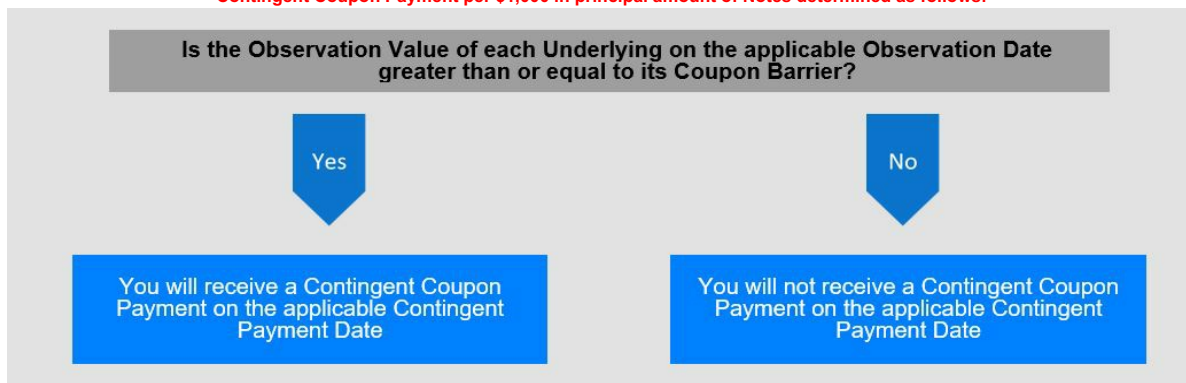 Contingent Coupon Payment per $1,000 in principal amount of Notes determined as follows:
Is the Observation Value of each Underlying on the applicable Observation Date
greater than or equal to its Coupon Barrier?
Yes
No
You will receive a Contingent Coupon
Payment on the applicable Contingent
Payment Date
You will not receive a Contingent Coupon
Payment on the applicable Contingent
Payment Date